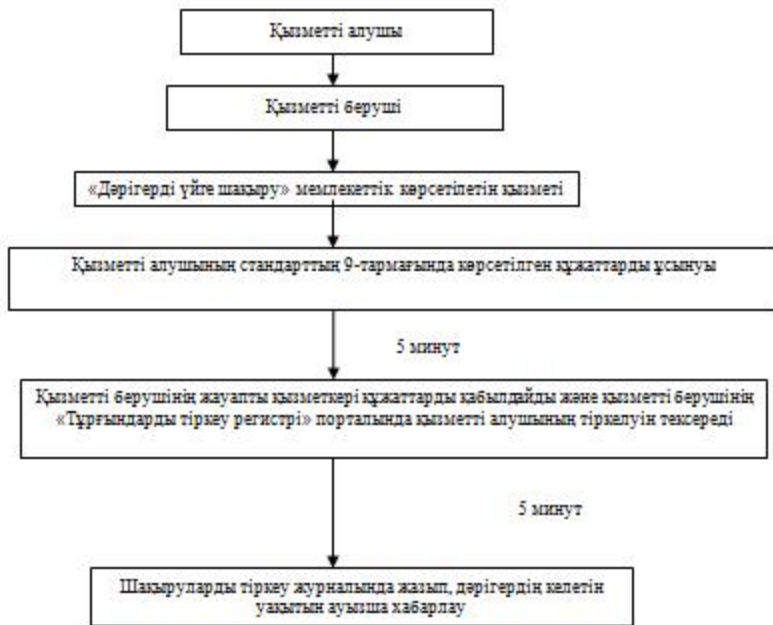 Қызметті алушы
Қызметті беруші
«Дәрігерді үйге шақыру» мемлекеттік көрсетілетін қызметі
Қызметті алушының стандарттың 9-тармағында көрсетілген құжаттарды ұсынуы
5 минут
Қызметті берушінің жауапты қызметкері құжаттарды қабылдайды және қызметті берушінің
«Тұрғындарды тіркеу регистрі» порталында қызметті алушының тіркелуін тексереді
5 минут
Шақыруларды тіркеу журналында жазып, дәрігердің келетін
уақытын ауызша хабарлау